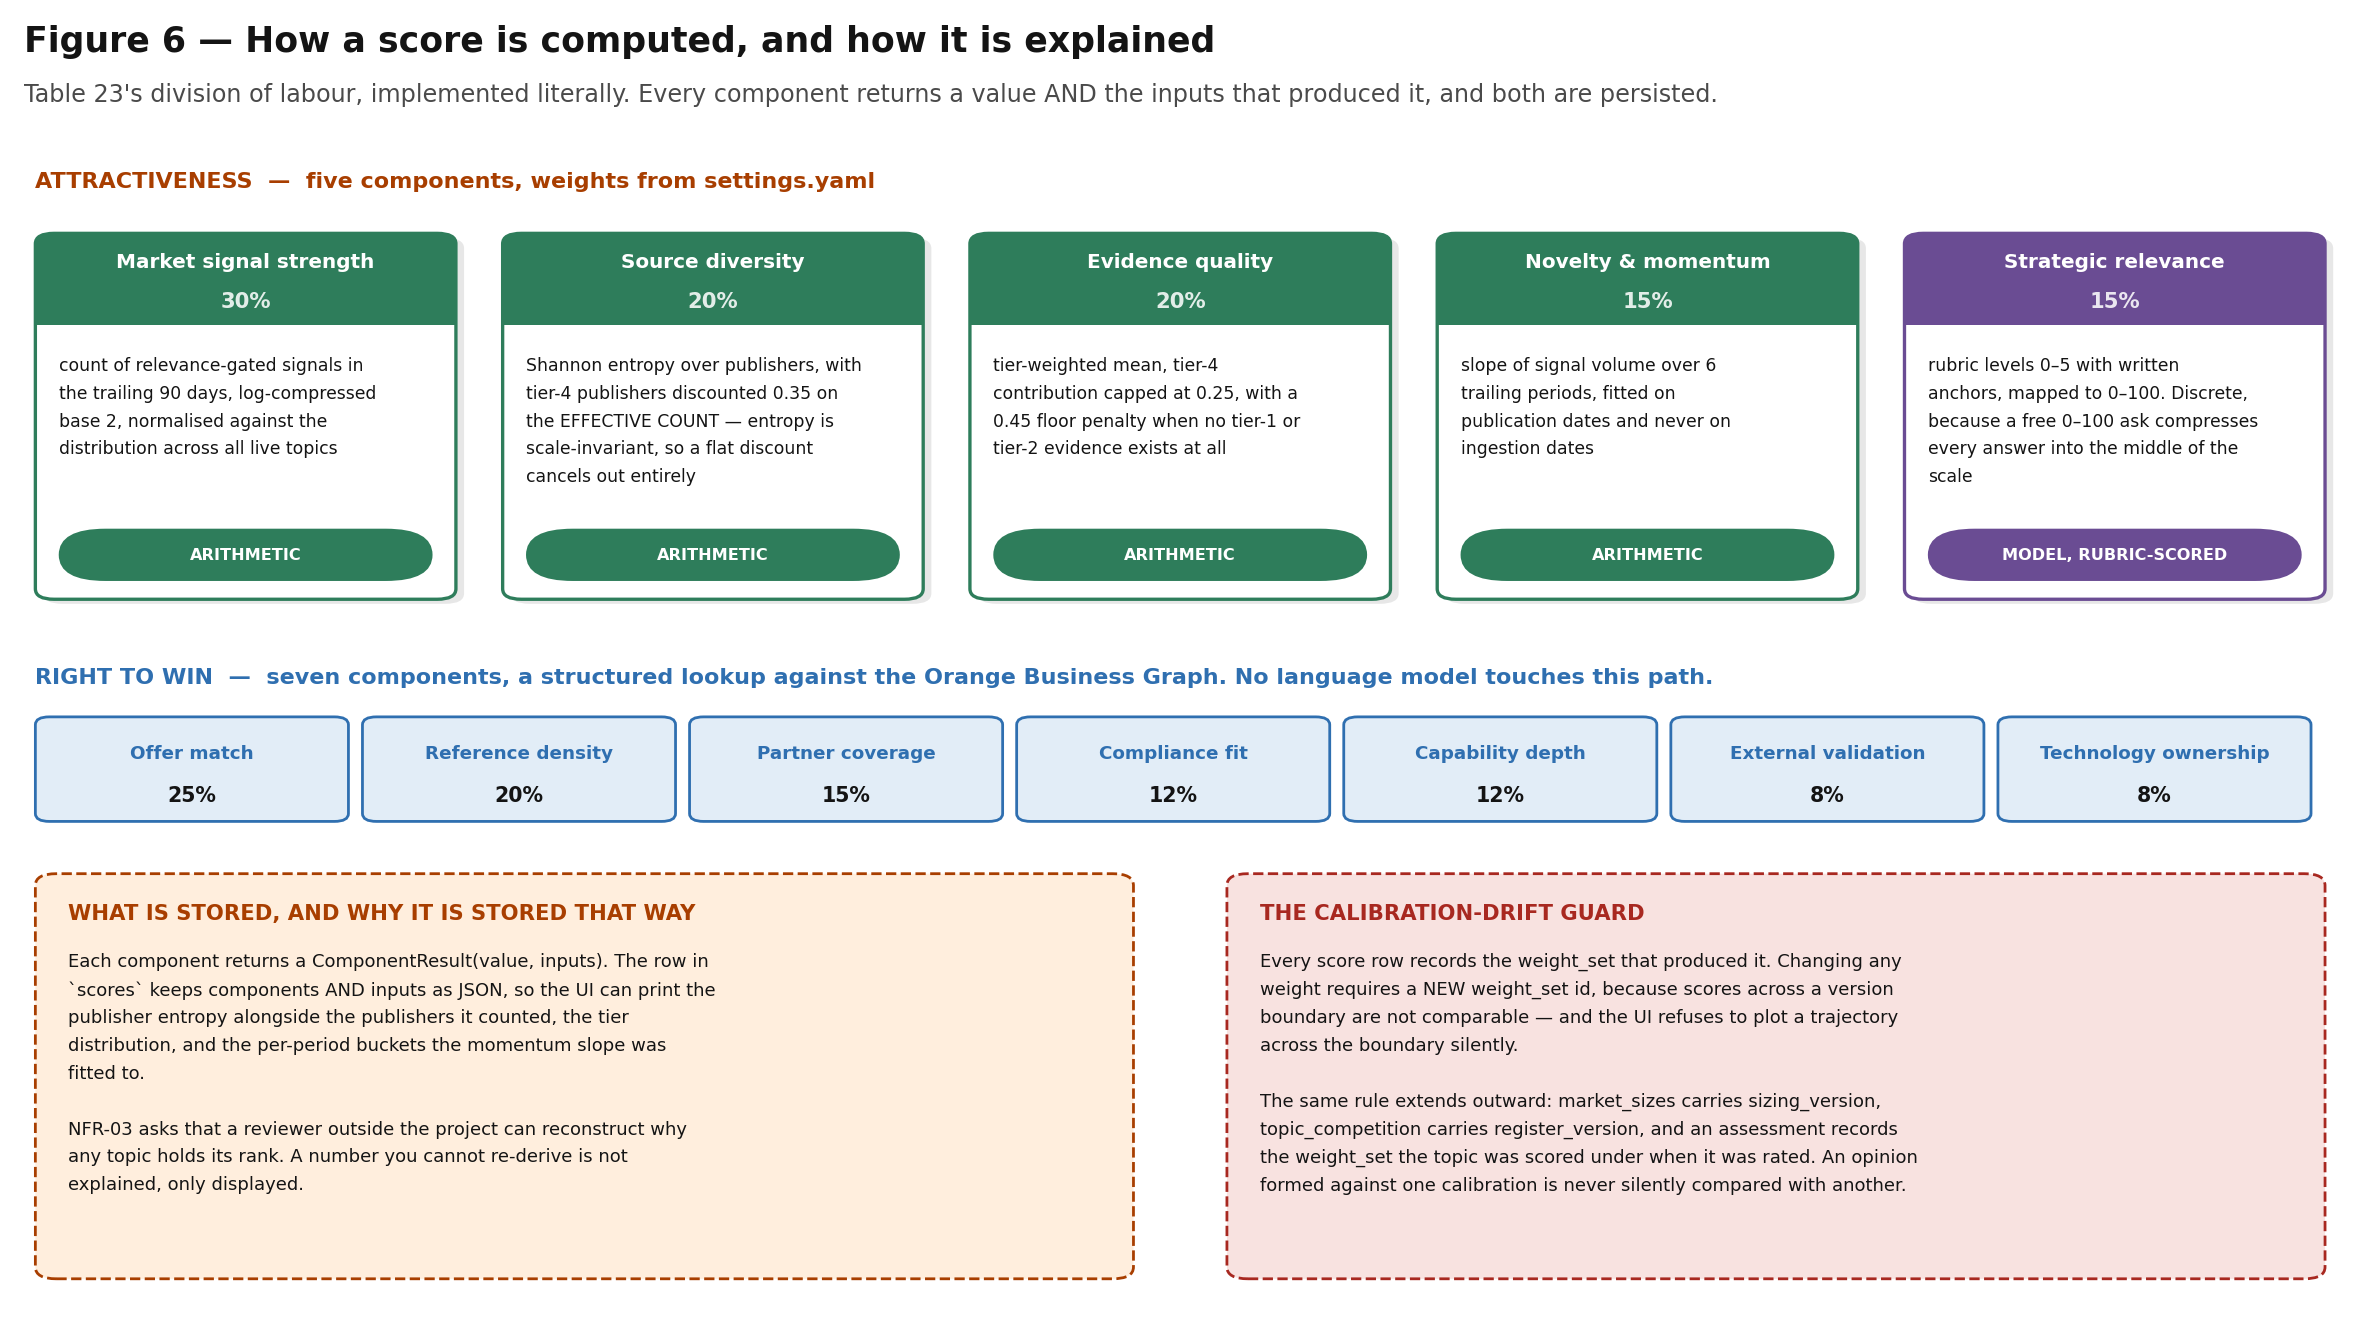 Figure 6 — How a score is computed, and how it is explained
Table 23's division of labour, implemented literally. Every component returns a value AND the inputs that produced it, and both are persisted.
ATTRACTIVENESS — five components, weights from settings.yaml
Market signal strength
30%
count of relevance-gated signals in
the trailing 90 days, log-compressed
base 2, normalised against the
distribution across all live topics
ARITHMETIC
Source diversity
20%
Shannon entropy over publishers, with
tier-4 publishers discounted 0.35 on
the EFFECTIVE COUNT — entropy is
scale-invariant, so a flat discount
cancels out entirely
ARITHMETIC
Evidence quality
20%
tier-weighted mean, tier-4
contribution capped at 0.25, with a
0.45 floor penalty when no tier-1 or
tier-2 evidence exists at all
ARITHMETIC
Novelty & momentum
15%
slope of signal volume over 6
trailing periods, fitted on
publication dates and never on
ingestion dates
ARITHMETIC
Strategic relevance
15%
rubric levels 0–5 with written
anchors, mapped to 0–100. Discrete,
because a free 0–100 ask compresses
every answer into the middle of the
scale
MODEL, RUBRIC-SCORED
RIGHT TO WIN — seven components, a structured lookup against the Orange Business Graph. No language model touches this path.
Offer match
25%
Reference density
20%
Partner coverage
15%
Compliance fit
12%
Capability depth
12%
External validation
8%
Technology ownership
8%
WHAT IS STORED, AND WHY IT IS STORED THAT WAY
Each component returns a ComponentResult(value, inputs). The row in
`scores` keeps components AND inputs as JSON, so the UI can print the
publisher entropy alongside the publishers it counted, the tier
distribution, and the per-period buckets the momentum slope was
fitted to.
NFR-03 asks that a reviewer outside the project can reconstruct why
any topic holds its rank. A number you cannot re-derive is not
explained, only displayed.
THE CALIBRATION-DRIFT GUARD
Every score row records the weight_set that produced it. Changing any
weight requires a NEW weight_set id, because scores across a version
boundary are not comparable — and the UI refuses to plot a trajectory
across the boundary silently.
The same rule extends outward: market_sizes carries sizing_version,
topic_competition carries register_version, and an assessment records
the weight_set the topic was scored under when it was rated. An opinion
formed against one calibration is never silently compared with another.